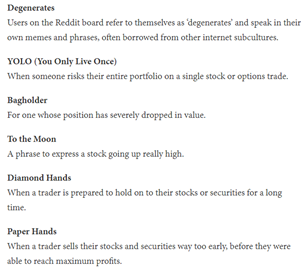 Degenerates
Users on the Reddit board refer to themselves as 'degenerates' and speak in their
own memes and phrases, often borrowed from other internet subcultures.
YOLO (You Only Live Once)
When someone risks their entire portfolio on a single stock or options trade.
Bagholder
For one whose position has severely dropped in value.
To the Moon
A phrase to express a stock going up really high.
Diamond Hands
When a trader is prepared to hold on to their stocks or securities for a long
time.
Paper Hands
When a trader sells their stocks and securities way too early, before they were
able to reach maximum profits.